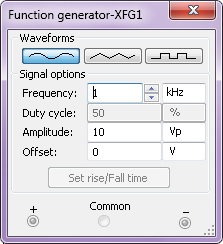 Function generator-XFG1
Waveforms
Signal options
Frequency: 1 kHz
Duty cycle: 50 %
Amplitude: 10 Vp
Offset: 0 V
Set rise/Fall time
+ Common −